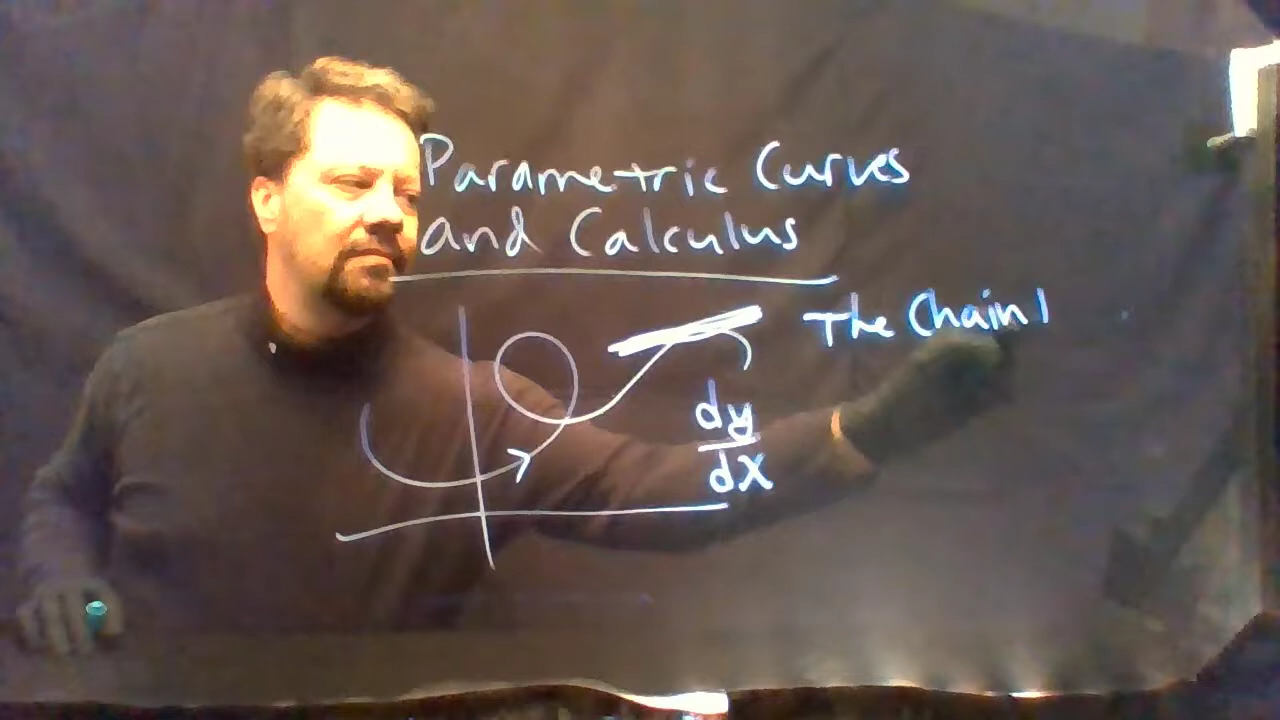 Parametric Curves
and Calculus
The Chain
dy
dx